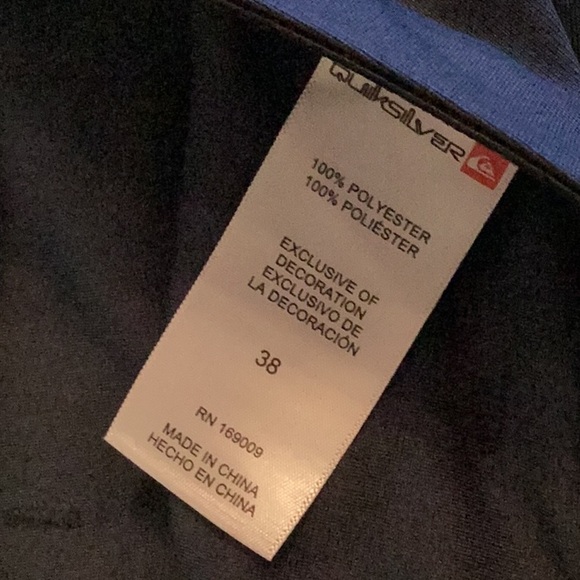 QUIKSILVER
100% POLYESTER
100% POLIÉSTER
EXCLUSIVE OF
DECORATION
EXCLUSIVO DE
LA DECORACIÓN
38
RN 169009
MADE IN CHINA
HECHO EN CHINA